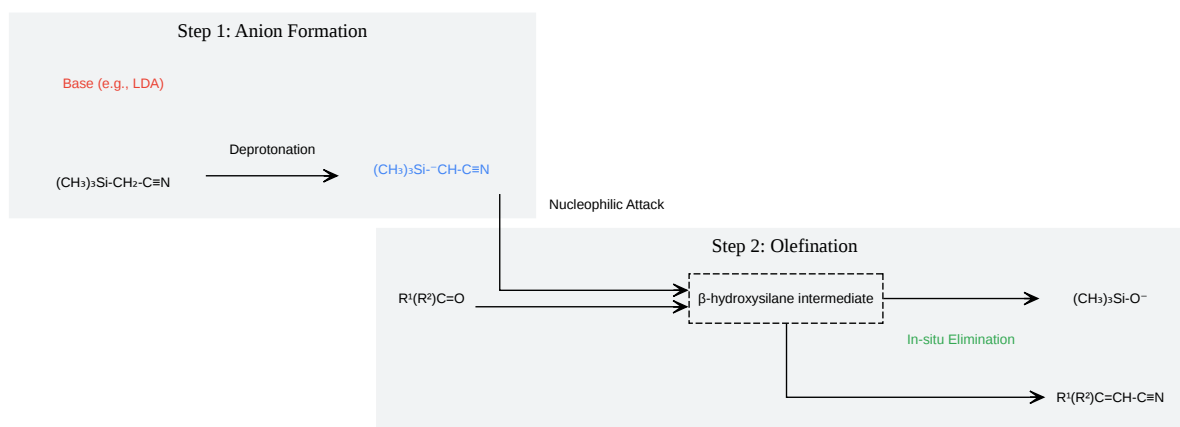 Step 1: Anion Formation
Base (e.g., LDA)
Deprotonation
(CH₃)₃Si-CH₂-C≡N
(CH₃)₃Si-⁻CH-C≡N
Nucleophilic Attack
Step 2: Olefination
R¹(R²)C=O
β-hydroxysilane intermediate
(CH₃)₃Si-O⁻
In-situ Elimination
R¹(R²)C=CH-C≡N